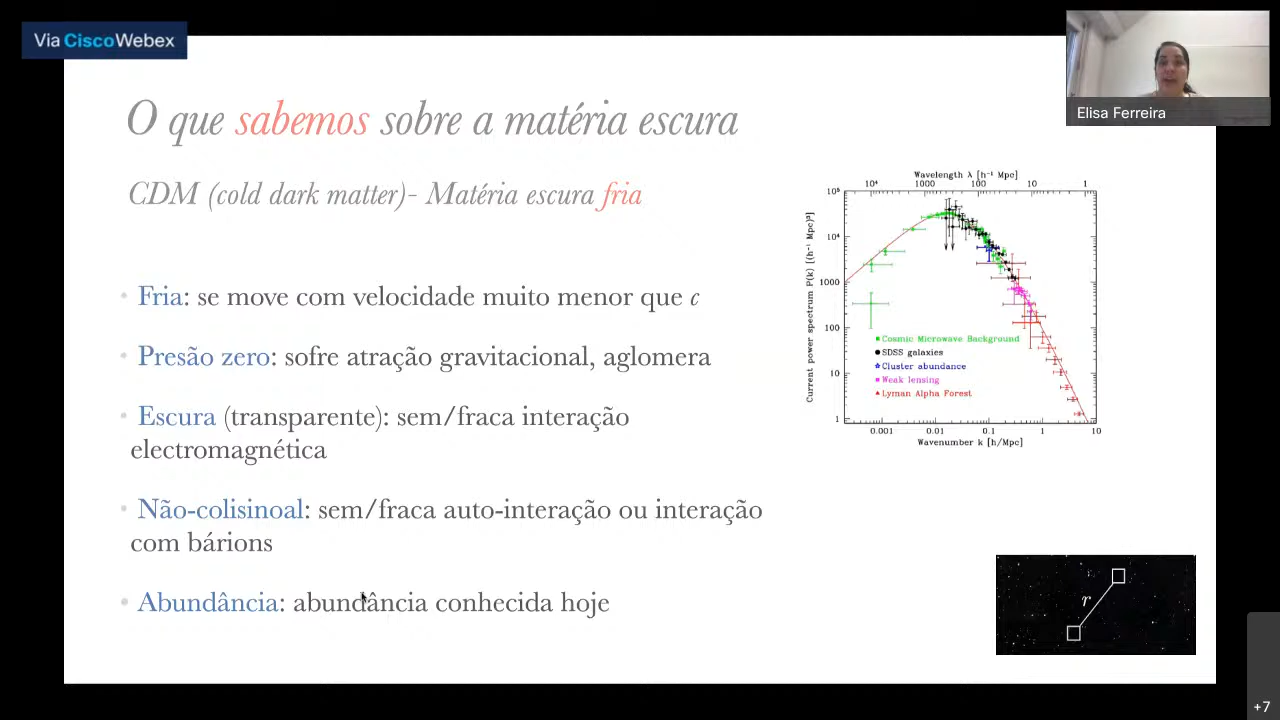 Via CiscoWebex
Elisa Ferreira
O que sabemos sobre a matéria escura
CDM (cold dark matter)- Matéria escura fria
Fria: se move com velocidade muito menor que c
Presão zero: sofre atração gravitacional, aglomera
Escura (transparente): sem/fraca interação
electromagnética
Não-colisinoal: sem/fraca auto-interação ou interação
com bárions
Abundância: abundância conhecida hoje
Wavelength λ [h⁻¹ Mpc]
10⁴ 1000 100 10 1
Current power spectrum P(k) [(h⁻¹ Mpc)³]
10⁵
10⁴
1000
100
10
1
Cosmic Microwave Background
SDSS galaxies
Cluster abundance
Weak lensing
Lyman Alpha Forest
0.001 0.01 0.1 1 10
Wavenumber k [h/Mpc]
r
+7